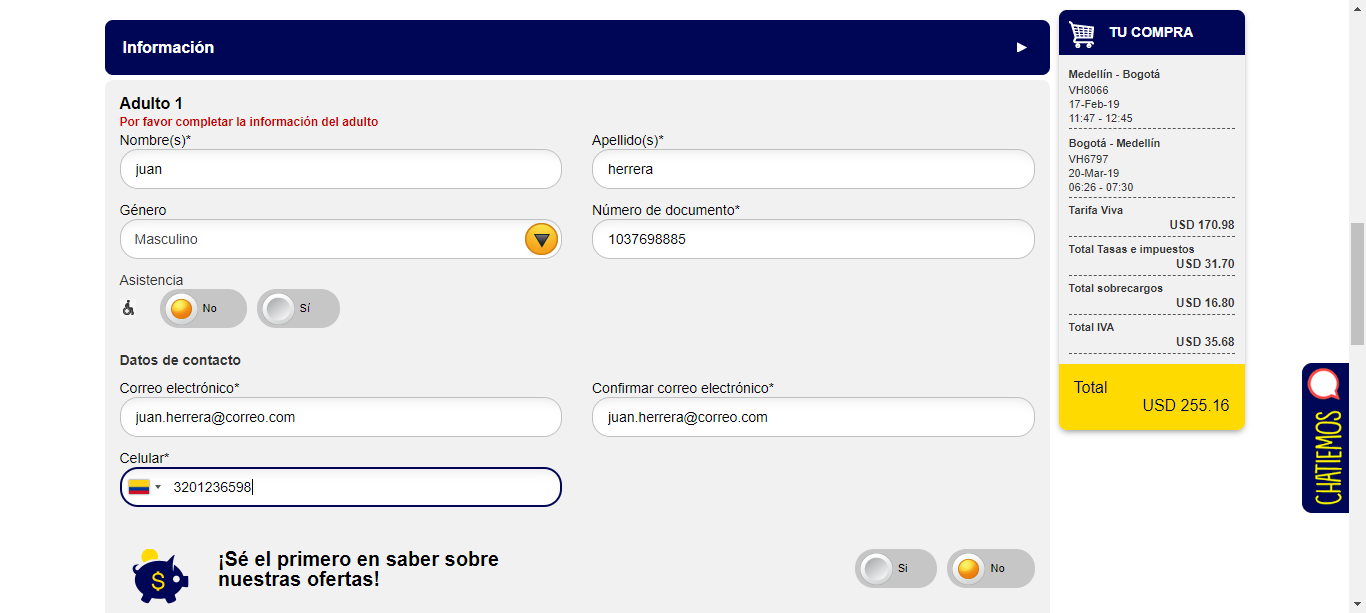 Información
Adulto 1
Por favor completar la información del adulto
Nombre(s)*
Apellido(s)*
juan
herrera
Género
Número de documento*
Masculino
1037698885
Asistencia
No
Sí
Datos de contacto
Correo electrónico*
Confirmar correo electrónico*
juan.herrera@correo.com
juan.herrera@correo.com
Celular*
3201236598
$
¡Sé el primero en saber sobre
nuestras ofertas!
Si
No
TU COMPRA
Medellín - Bogotá
VH8066
17-Feb-19
11:47 - 12:45
Bogotá - Medellín
VH6797
20-Mar-19
06:26 - 07:30
Tarifa Viva
USD 170.98
Total Tasas e impuestos
USD 31.70
Total sobrecargos
USD 16.80
Total IVA
USD 35.68
Total
USD 255.16
CHATIEMOS